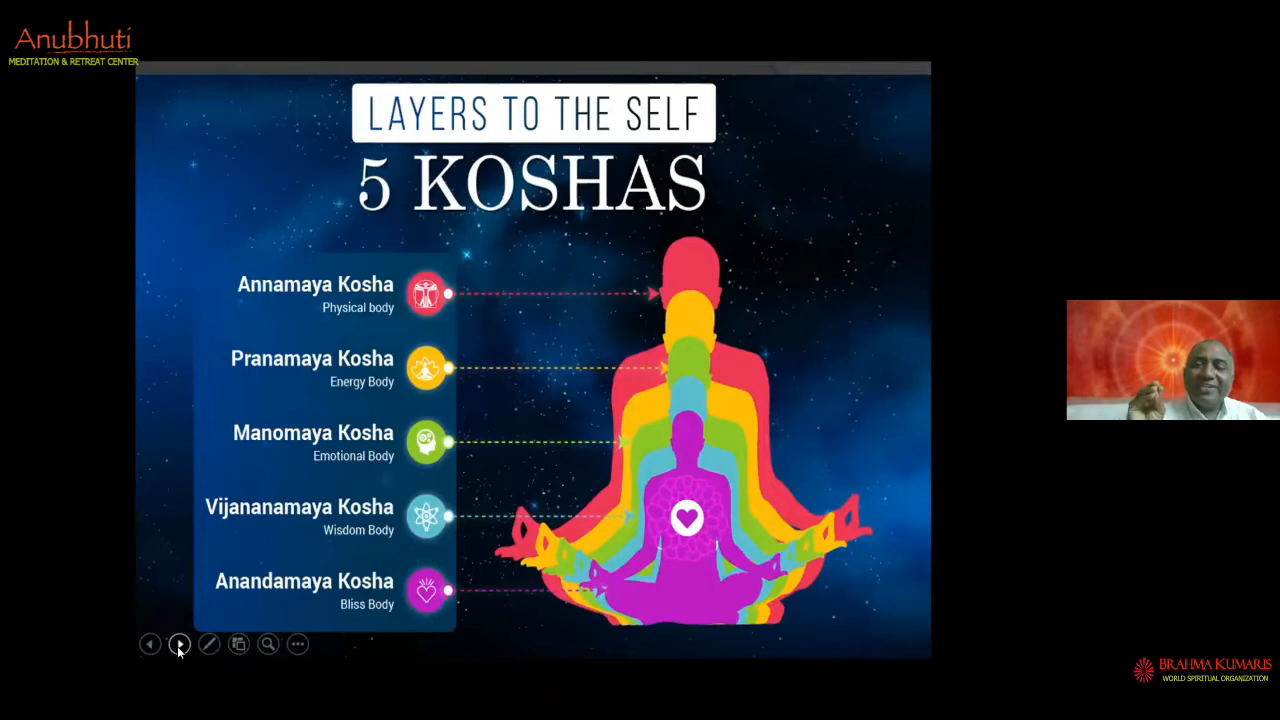 Anubhuti
MEDITATION & RETREAT CENTER
LAYERS TO THE SELF
5 KOSHAS
Annamaya Kosha
Physical body
Pranamaya Kosha
Energy Body
Manomaya Kosha
Emotional Body
Vijananamaya Kosha
Wisdom Body
Anandamaya Kosha
Bliss Body
BRAHMA KUMARIS
WORLD SPIRITUAL ORGANIZATION